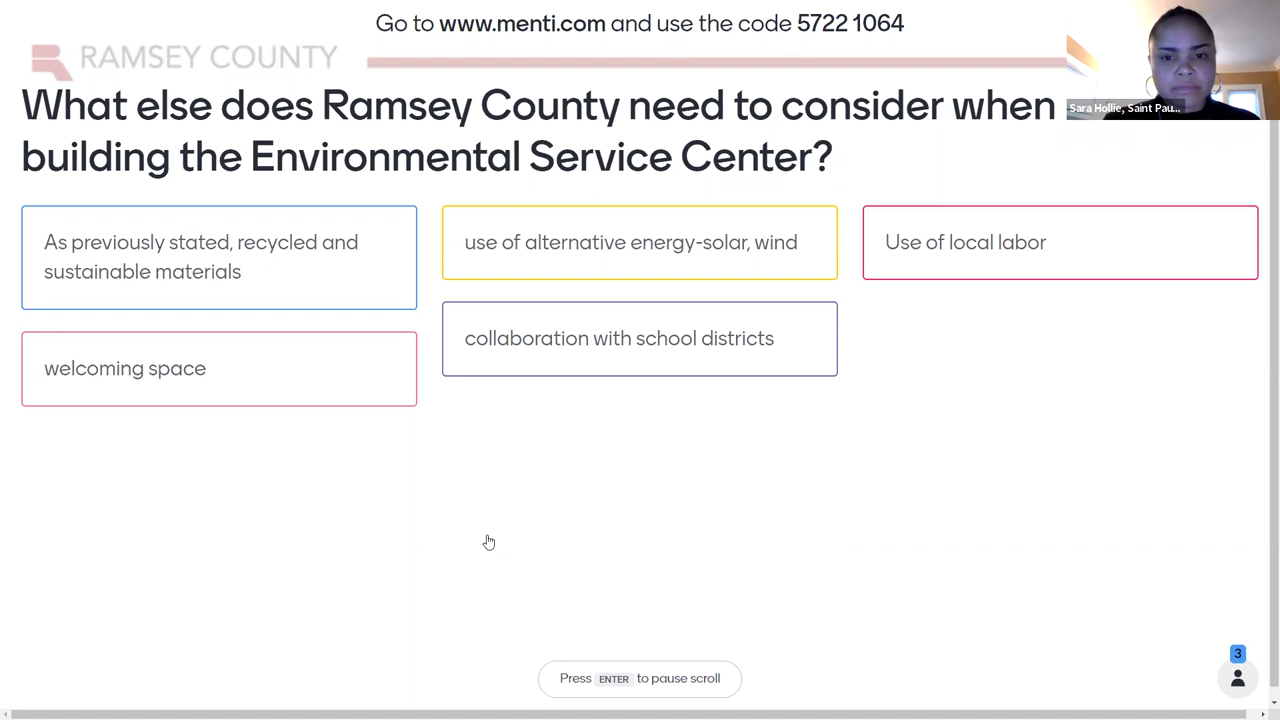 Go to www.menti.com and use the code 5722 1064
RAMSEY COUNTY
What else does Ramsey County need to consider when
building the Environmental Service Center?
Sara Hollie, Saint Pau...
As previously stated, recycled and
sustainable materials
use of alternative energy-solar, wind
Use of local labor
welcoming space
collaboration with school districts
3
Press ENTER to pause scroll